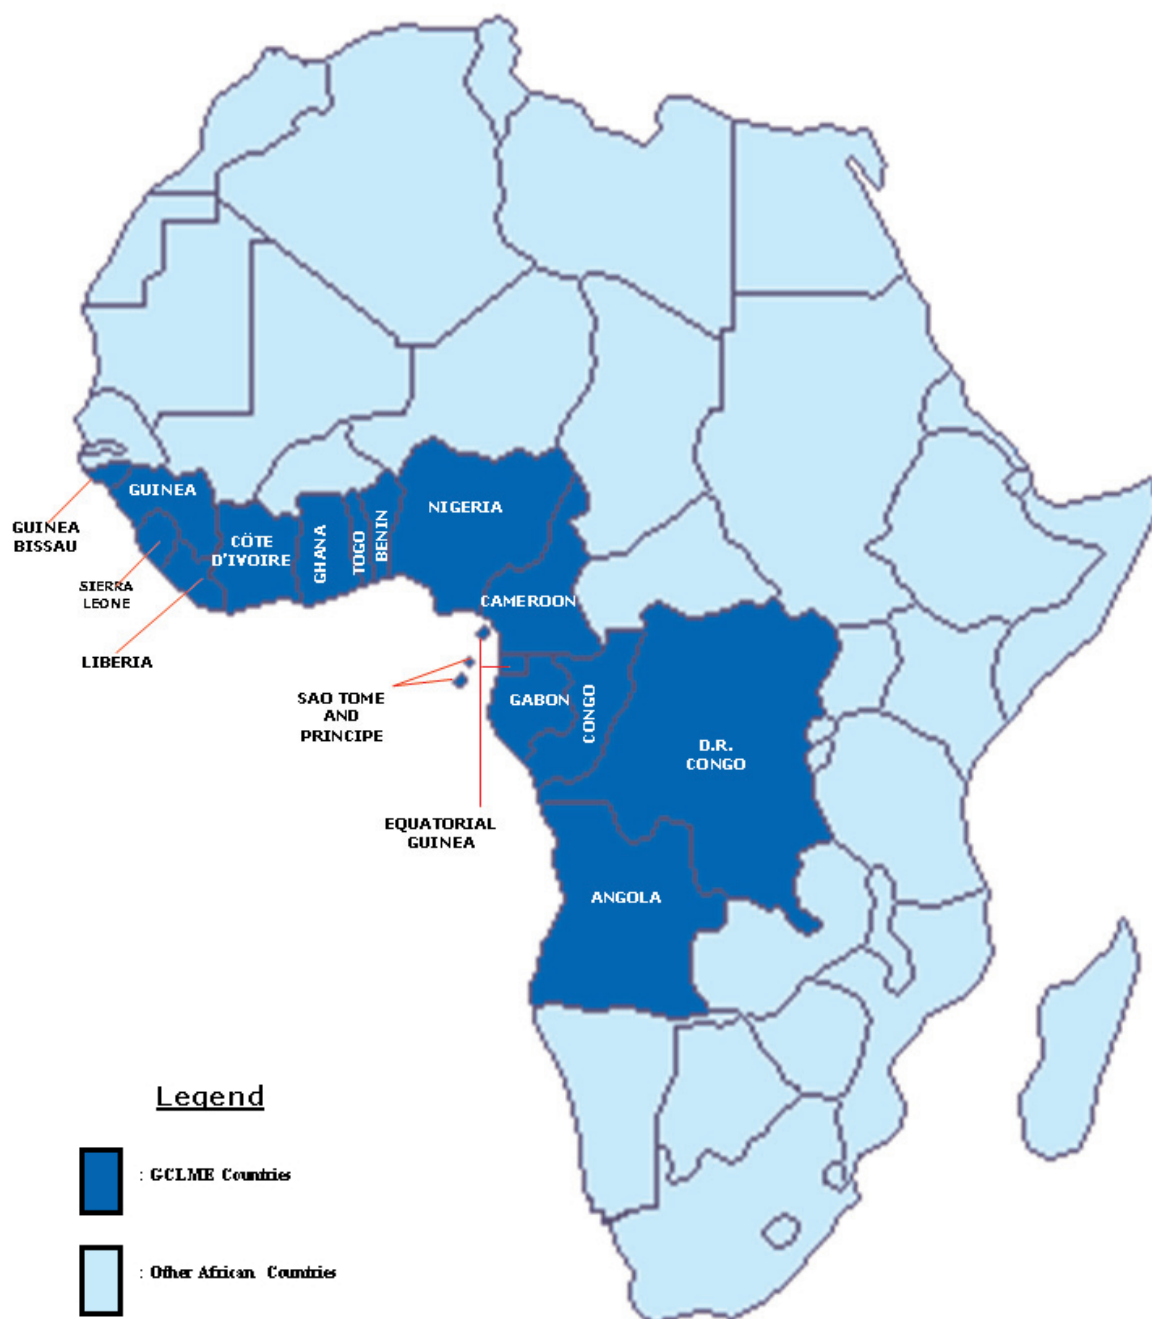 GUINEA
NIGERIA
GUINEA
BISSAU
CÖTE
D'IVOIRE
GHANA
TOGO
BENIN
SIERRA
LEONE
CAMEROON
LIBERIA
SAO TOME
AND
PRINCIPE
GABON
CONGO
D.R.
CONGO
EQUATORIAL
GUINEA
ANGOLA
Legend
: GCLME Countries
: Other African Countries